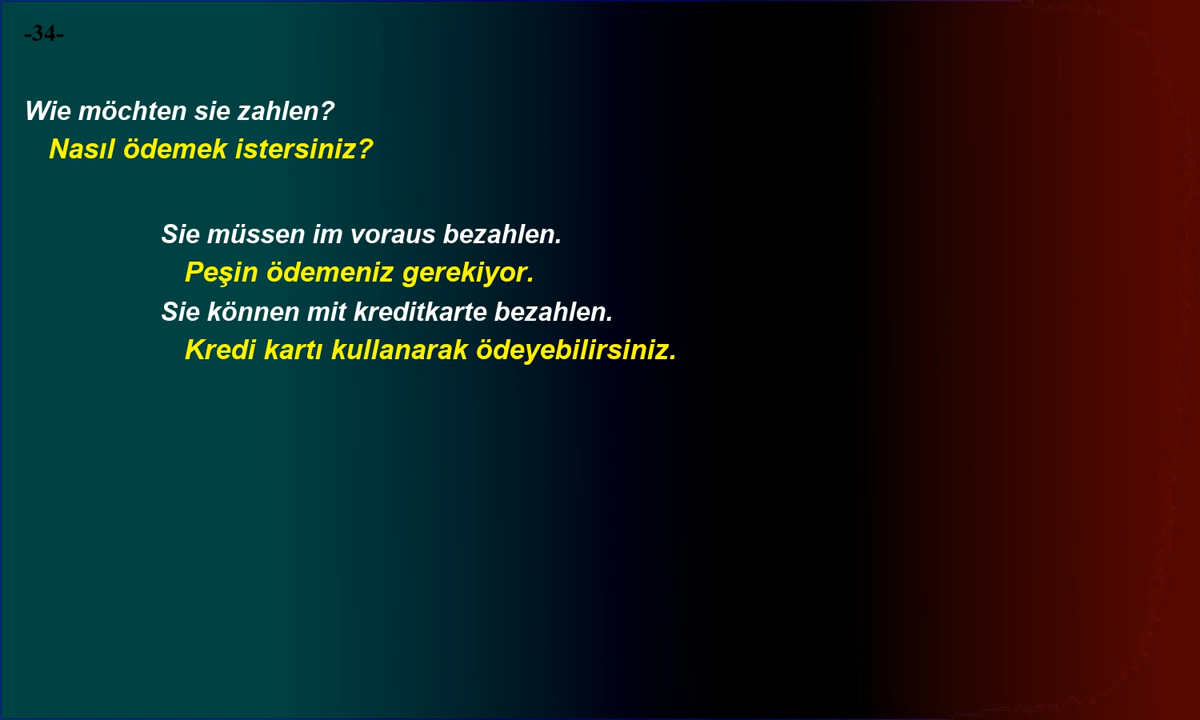 -34-
Wie möchten sie zahlen?
Nasıl ödemek istersiniz?
Sie müssen im voraus bezahlen.
Peşin ödemeniz gerekiyor.
Sie können mit kreditkarte bezahlen.
Kredi kartı kullanarak ödeyebilirsiniz.